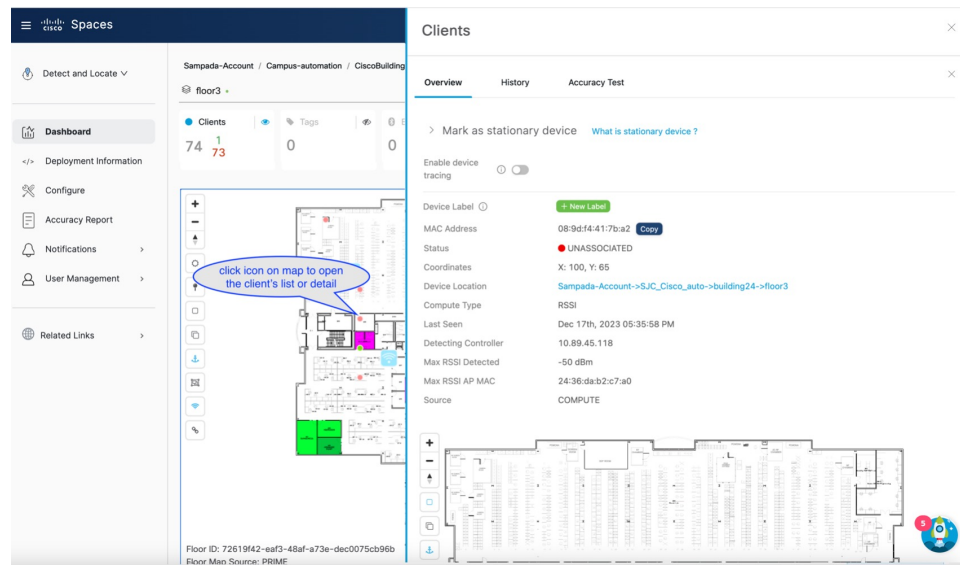 cisco Spaces
Detect and Locate
Dashboard
Deployment Information
Configure
Accuracy Report
Notifications
User Management
Related Links
Sampada-Account / Campus-automation / CiscoBuilding
floor3
Clients
74 1 73
Tags
0
0
click icon on map to open
the client's list or detail
Floor ID: 72619f42-eaf3-48af-a73e-dec0075cb96b
Floor Map Source: PRIME
Clients
Overview History Accuracy Test
Mark as stationary device What is stationary device ?
Enable device
tracing
Device Label + New Label
MAC Address 08:9d:f4:41:7b:a2 Copy
Status UNASSOCIATED
Coordinates X: 100, Y: 65
Device Location Sampada-Account->SJC_Cisco_auto->building24->floor3
Compute Type RSSI
Last Seen Dec 17th, 2023 05:35:58 PM
Detecting Controller 10.89.45.118
Max RSSI Detected -50 dBm
Max RSSI AP MAC 24:36:da:b2:c7:a0
Source COMPUTE
5